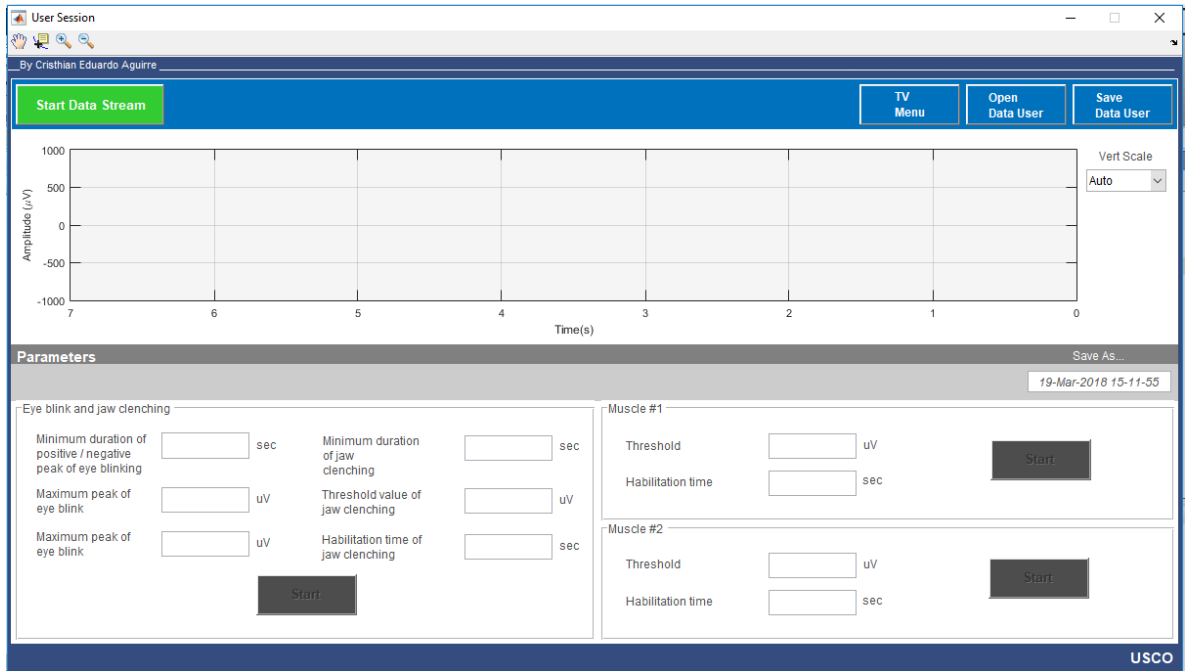 User Session
_By Cristhian Eduardo Aguirre_
Start Data Stream
TV
Menu
Open
Data User
Save
Data User
1000
500
0
-500
-1000
Amplitudo (μV)
7 6 5 4 3 2 1 0
Time(s)
Vert Scale
Auto
Parameters
Save As...
19-Mar-2018 15-11-55
Eye blink and jaw clenching
Minimum duration of
positive / negative
peak of eye blinking
sec
Maximum peak of
eye blink
uV
Maximum peak of
eye blink
uV
Minimum duration
of jaw
clenching
sec
Threshold value of
jaw clenching
uV
Habilitation time of
jaw clenching
sec
Start
Muscle #1
Threshold uV
Habilitation time sec
Start
Muscle #2
Threshold uV
Habilitation time sec
Start
USCO